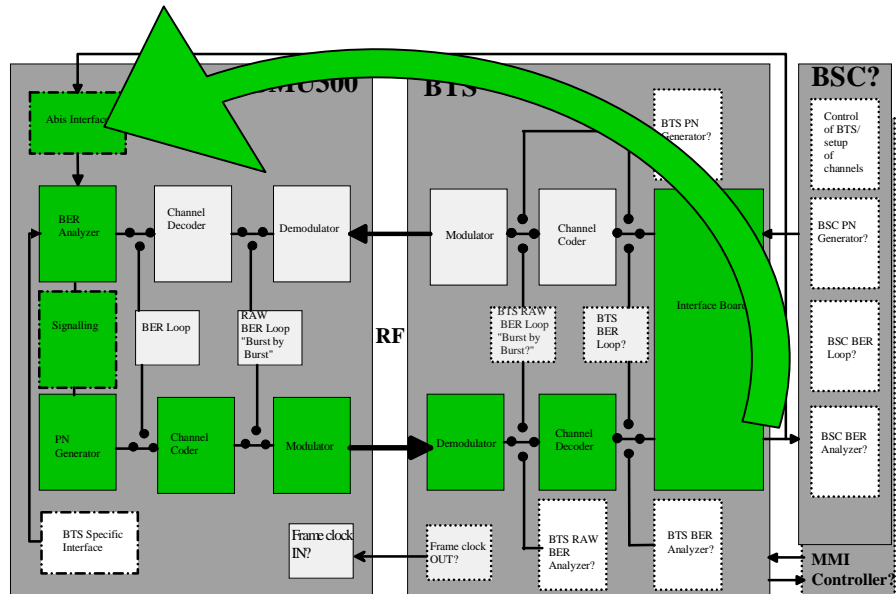 BTS
BSC?
Abis Interface
BTS PN
Generator?
Control
of BTS/
setup
of
channels
BER
Analyzer
Channel
Decoder
Demodulator
Modulator
Channel
Coder
BSC PN
Generator?
Signalling
BER Loop
RAW
BER Loop
"Burst by
Burst"
RF
BTS RAW
BER Loop
"Burst by
Burst?"
BTS
BER
Loop?
Interface Board
BSC BER
Loop?
PN
Generator
Channel
Coder
Modulator
Demodulator
Channel
Decoder
BSC BER
Analyzer?
BTS Specific
Interface
Frame clock
IN?
Frame clock
OUT?
BTS RAW
BER
Analyzer?
BTS BER
Analyzer?
MMI
Controller?